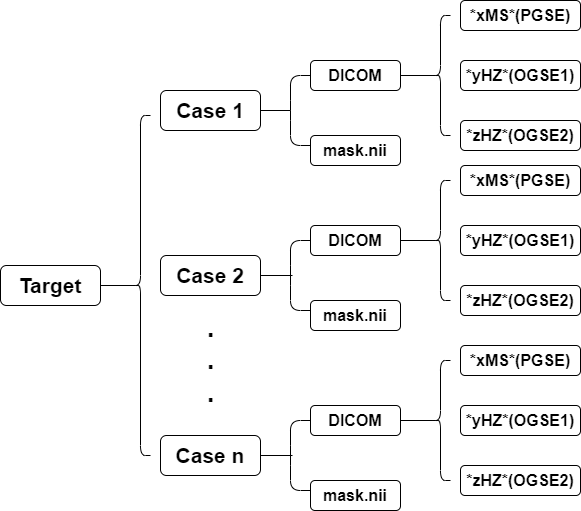 *xMS*(PGSE)
DICOM
*yHZ*(OGSE1)
Case 1
*zHZ*(OGSE2)
mask.nii
*xMS*(PGSE)
DICOM
*yHZ*(OGSE1)
Case 2
Target
*zHZ*(OGSE2)
mask.nii
.
.
.
*xMS*(PGSE)
DICOM
*yHZ*(OGSE1)
Case n
*zHZ*(OGSE2)
mask.nii